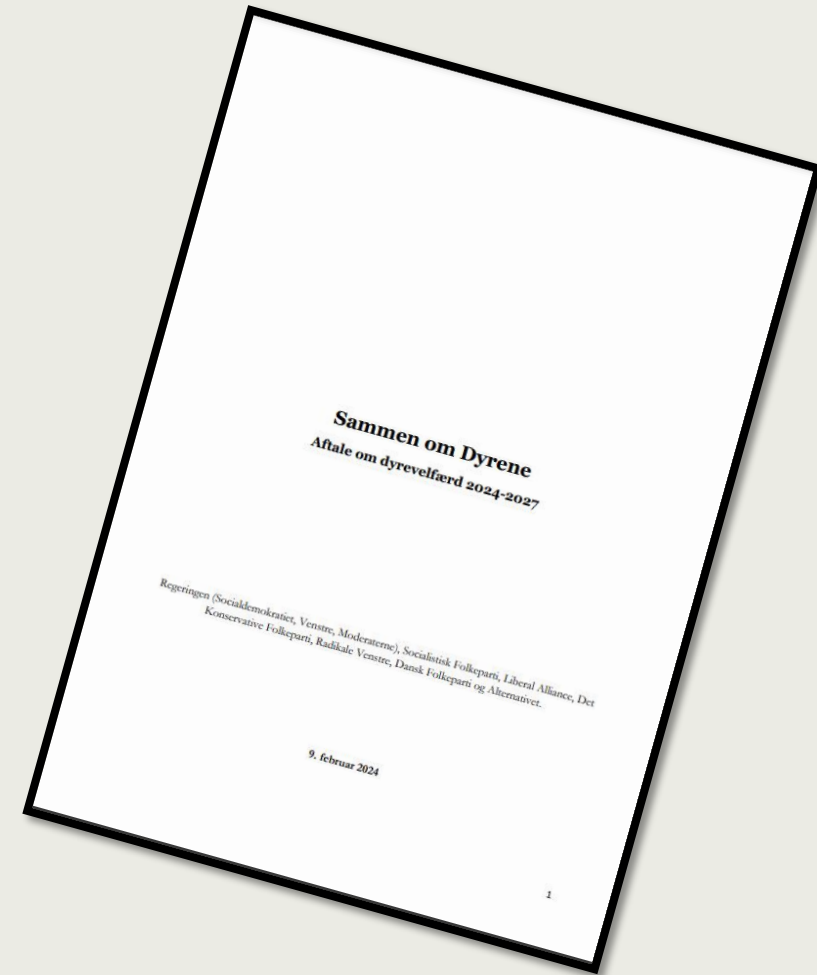 Sammen om Dyrene
Aftale om dyrevelfærd 2024-2027
Regeringen (Socialdemokratiet, Venstre, Moderaterne), Socialistisk Folkeparti, Liberal Alliance, Det
Konservative Folkeparti, Radikale Venstre, Dansk Folkeparti og Alternativet.
9. februar 2024
1